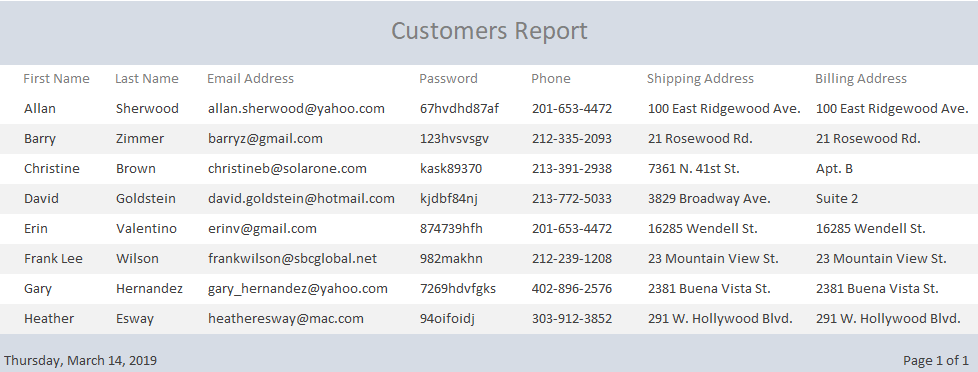 Customers Report
First Name Last Name Email Address Password Phone Shipping Address Billing Address
Allan Sherwood allan.sherwood@yahoo.com 67hvdhd87af 201-653-4472 100 East Ridgewood Ave. 100 East Ridgewood Ave.
Barry Zimmer barryz@gmail.com 123hvsvsgv 212-335-2093 21 Rosewood Rd. 21 Rosewood Rd.
Christine Brown christineb@solarone.com kask89370 213-391-2938 7361 N. 41st St. Apt. B
David Goldstein david.goldstein@hotmail.com kjdbf84nj 213-772-5033 3829 Broadway Ave. Suite 2
Erin Valentino erinv@gmail.com 874739hfh 201-653-4472 16285 Wendell St. 16285 Wendell St.
Frank Lee Wilson frankwilson@sbcglobal.net 982makhn 212-239-1208 23 Mountain View St. 23 Mountain View St.
Gary Hernandez gary_hernandez@yahoo.com 7269hdvfgks 402-896-2576 2381 Buena Vista St. 2381 Buena Vista St.
Heather Esway heatheresway@mac.com 94oifoidj 303-912-3852 291 W. Hollywood Blvd. 291 W. Hollywood Blvd.
Thursday, March 14, 2019 Page 1 of 1